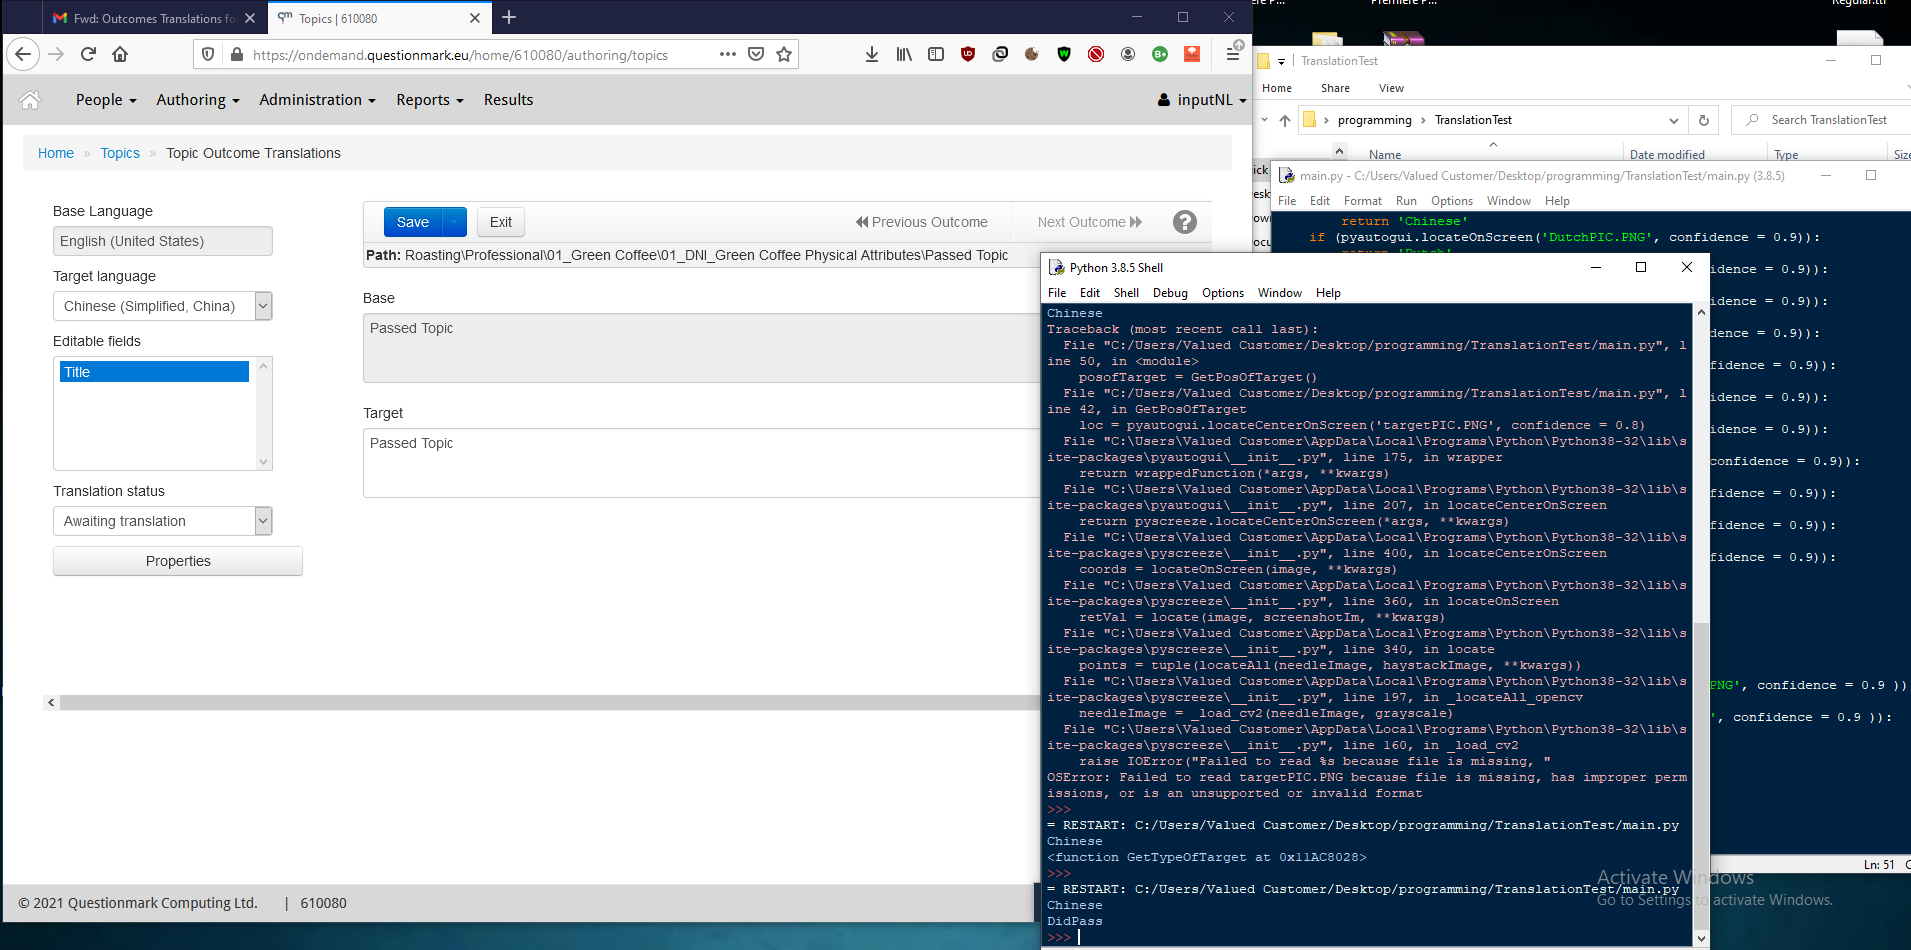 Premiere P...
Regular.ttf
Fwd: Outcomes Translations fo
Topics | 610080
https://ondemand.questionmark.eu/home/610080/authoring/topics
People
Authoring
Administration
Reports
Results
inputNL
Home » Topics » Topic Outcome Translations
Base Language
English (United States)
Target language
Chinese (Simplified, China)
Editable fields
Title
Translation status
Awaiting translation
Properties
Save
Exit
Previous Outcome
Next Outcome
Path: Roasting\Professional\01_Green Coffee\01_DNI_Green Coffee Physical Attributes\Passed Topic
Base
Passed Topic
Target
Passed Topic
© 2021 Questionmark Computing Ltd. | 610080
TranslationTest
Home Share View
programming > TranslationTest
Search TranslationTest
Name Date modified Type Size
main.py - C:/Users/Valued Customer/Desktop/programming/TranslationTest/main.py (3.8.5)
File Edit Format Run Options Window Help
return 'Chinese'
if (pyautogui.locateOnScreen('DutchPIC.PNG', confidence = 0.9)):
idence = 0.9)):
idence = 0.9)):
dence = 0.9)):
idence = 0.9)):
idence = 0.9)):
idence = 0.9)):
confidence = 0.9)):
fidence = 0.9)):
fidence = 0.9)):
fidence = 0.9)):
PNG', confidence = 0.9 ))
', confidence = 0.9 )):
Ln: 51
Python 3.8.5 Shell
File Edit Shell Debug Options Window Help
Chinese
Traceback (most recent call last):
File "C:/Users/Valued Customer/Desktop/programming/TranslationTest/main.py", l
ine 50, in <module>
posofTarget = GetPosOfTarget()
File "C:/Users/Valued Customer/Desktop/programming/TranslationTest/main.py", l
ine 42, in GetPosOfTarget
loc = pyautogui.locateCenterOnScreen('targetPIC.PNG', confidence = 0.8)
File "C:\Users\Valued Customer\AppData\Local\Programs\Python\Python38-32\lib\s
ite-packages\pyautogui\__init__.py", line 175, in wrapper
return wrappedFunction(*args, **kwargs)
File "C:\Users\Valued Customer\AppData\Local\Programs\Python\Python38-32\lib\s
ite-packages\pyautogui\__init__.py", line 207, in locateCenterOnScreen
return pyscreeze.locateCenterOnScreen(*args, **kwargs)
File "C:\Users\Valued Customer\AppData\Local\Programs\Python\Python38-32\lib\s
ite-packages\pyscreeze\__init__.py", line 400, in locateCenterOnScreen
coords = locateOnScreen(image, **kwargs)
File "C:\Users\Valued Customer\AppData\Local\Programs\Python\Python38-32\lib\s
ite-packages\pyscreeze\__init__.py", line 360, in locateOnScreen
retVal = locate(image, screenshotIm, **kwargs)
File "C:\Users\Valued Customer\AppData\Local\Programs\Python\Python38-32\lib\s
ite-packages\pyscreeze\__init__.py", line 340, in locate
points = tuple(locateAll(needleImage, haystackImage, **kwargs))
File "C:\Users\Valued Customer\AppData\Local\Programs\Python\Python38-32\lib\s
ite-packages\pyscreeze\__init__.py", line 197, in _locateAll_opencv
needleImage = _load_cv2(needleImage, grayscale)
File "C:\Users\Valued Customer\AppData\Local\Programs\Python\Python38-32\lib\s
ite-packages\pyscreeze\__init__.py", line 160, in _load_cv2
raise IOError("Failed to read %s because file is missing, "
OSError: Failed to read targetPIC.PNG because file is missing, has improper perm
issions, or is an unsupported or invalid format
>>>
= RESTART: C:/Users/Valued Customer/Desktop/programming/TranslationTest/main.py
Chinese
<function GetTypeOfTarget at 0x11AC8028>
>>>
= RESTART: C:/Users/Valued Customer/Desktop/programming/TranslationTest/main.py
Chinese
DidPass
>>>
Activate Windows
Go to Settings to activate Windows.